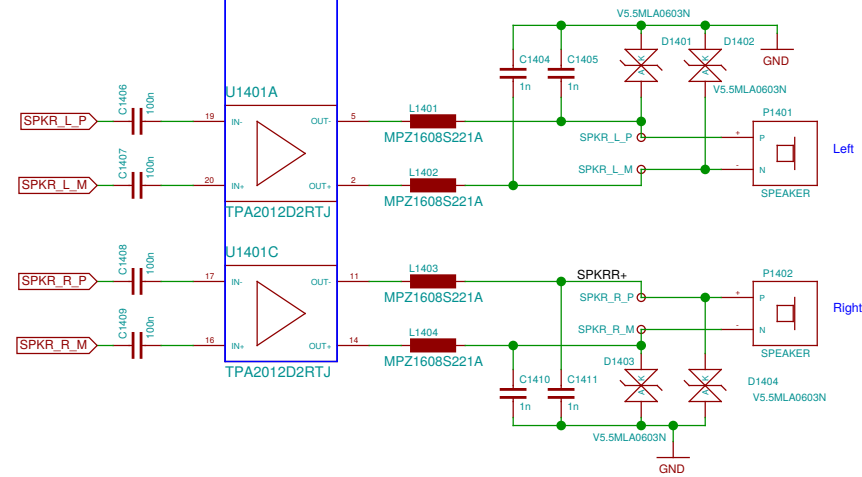 V5.5MLA0603N
C1404
C1405
D1401
D1402
GND
1n
1n
A K
A K
V5.5MLA0603N
C1406
100n
U1401A
SPKR_L_P
19
IN-
OUT-
5
L1401
MPZ1608S221A
SPKR_L_P
P1401
+
P
Left
C1407
100n
SPKR_L_M
20
IN+
OUT+
2
L1402
MPZ1608S221A
SPKR_L_M
-
N
SPEAKER
TPA2012D2RTJ
C1408
100n
U1401C
SPKR_R_P
17
IN-
OUT-
11
L1403
MPZ1608S221A
SPKRR+
SPKR_R_P
P1402
+
P
Right
C1409
100n
SPKR_R_M
16
IN+
OUT+
14
L1404
MPZ1608S221A
SPKR_R_M
-
N
SPEAKER
TPA2012D2RTJ
C1410
C1411
D1403
D1404
1n
1n
A K
A K
V5.5MLA0603N
V5.5MLA0603N
GND